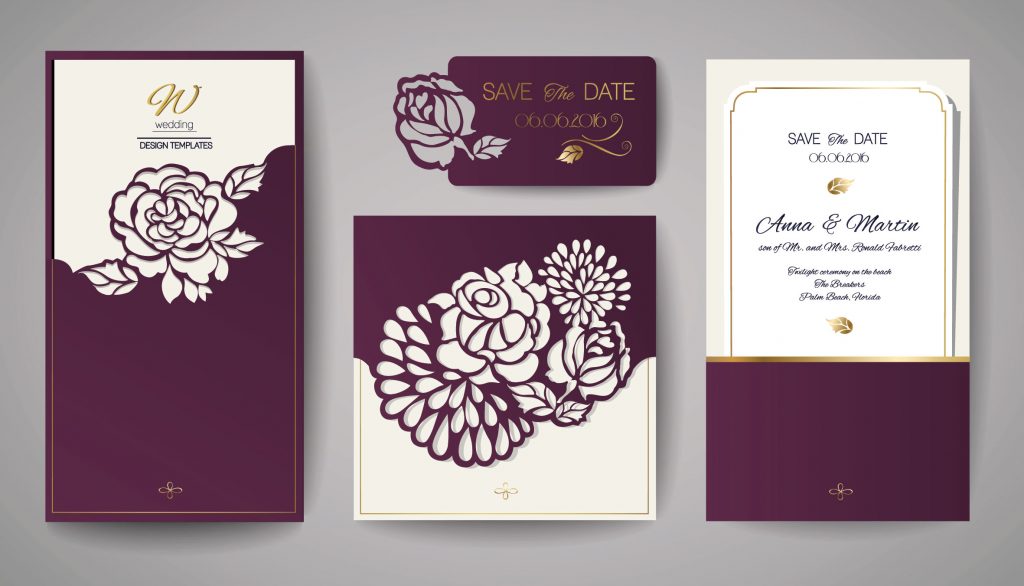 W
wedding
DESIGN TEMPLATES
SAVE The DATE
06.06.2016
SAVE The DATE
06.06.2016
Anna & Martin
son of Mr. and Mrs. Ronald Fabretti
Twilight ceremony on the beach
The Breakers
Palm Beach, Florida